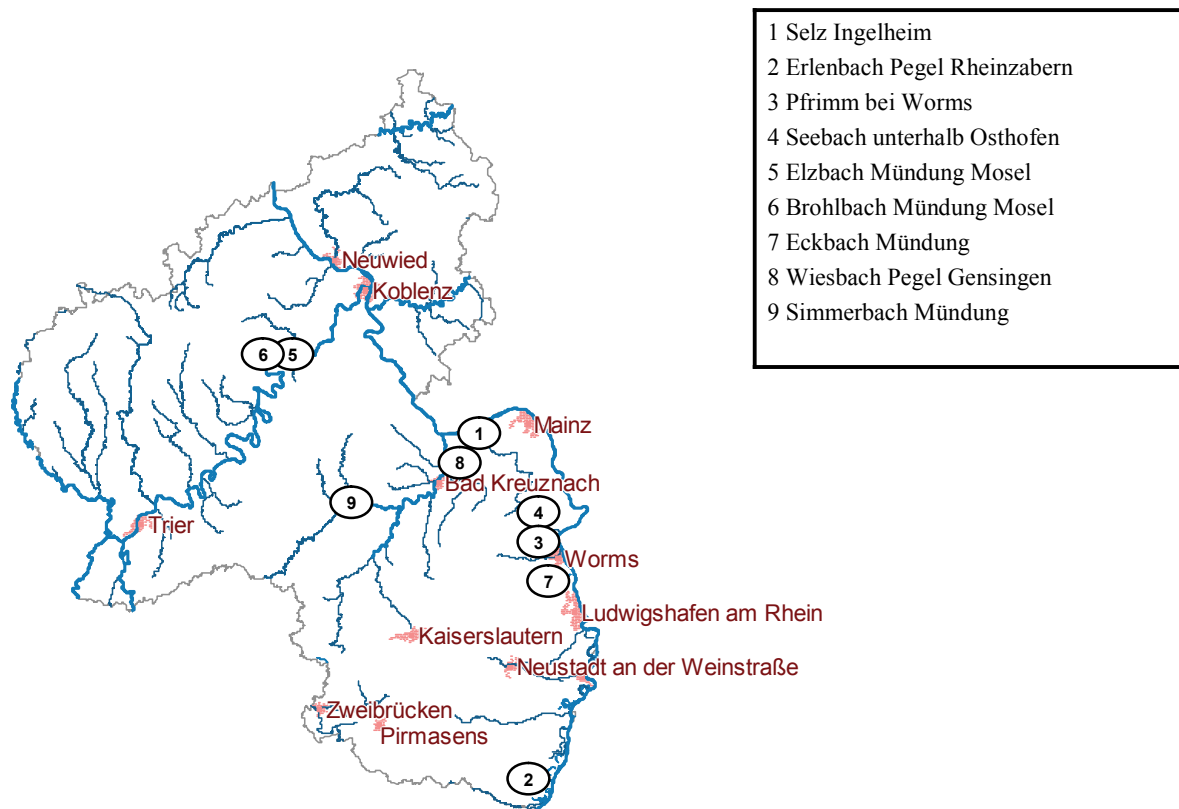 1 Selz Ingelheim
2 Erlenbach Pegel Rheinzabern
3 Pfrimm bei Worms
4 Seebach unterhalb Osthofen
5 Elzbach Mündung Mosel
6 Brohlbach Mündung Mosel
7 Eckbach Mündung
8 Wiesbach Pegel Gensingen
9 Simmerbach Mündung
Neuwied
Koblenz
6 5
Mainz
1
8
Bad Kreuznach
9
4
Trier
3
Worms
7
Ludwigshafen am Rhein
Kaiserslautern
Neustadt an der Weinstraße
Zweibrücken
Pirmasens
2